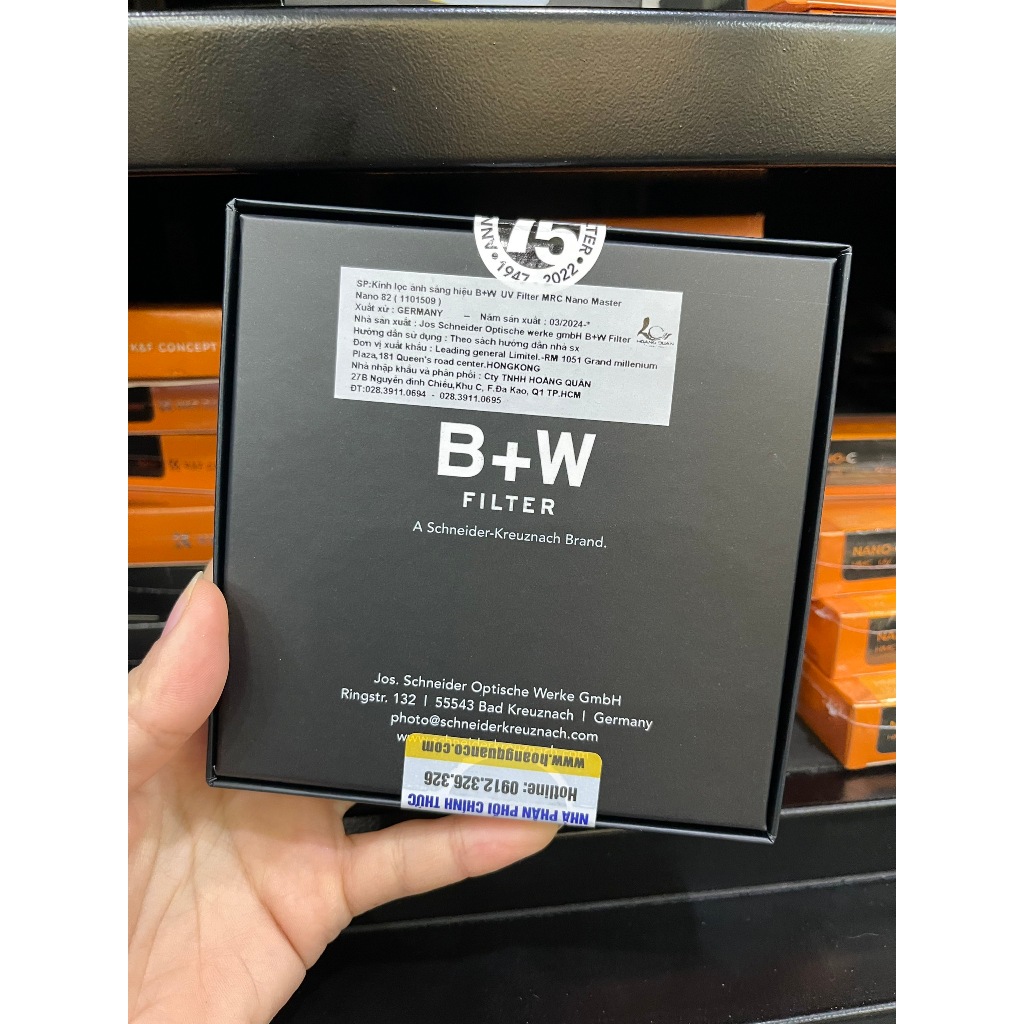 75
1947 • 2022
SP:Kính lọc ánh sáng hiệu B+W UV Filter MRC Nano Master
Nano 82 ( 1101509 )
Xuất xứ : GERMANY – Năm sản xuất : 03/2024-*
Nhà sản xuất : Jos Schneider Optische werke gmbH B+W Filter
Hướng dẫn sử dụng : Theo sách hướng dẫn nhà sx
Đơn vị xuất khẩu : Leading general Limitel.-RM 1051 Grand millenium
Plaza,181 Queen's road center.HONGKONG
Nhà nhập khẩu và phân phối : Cty TNHH HOÀNG QUÂN
27B Nguyễn đình Chiểu,Khu C, F.Đa Kao, Q1 TP.HCM
ĐT:028.3911.0694 - 028.3911.0695
HOANG QUAN
B+W
FILTER
A Schneider-Kreuznach Brand.
Jos. Schneider Optische Werke GmbH
Ringstr. 132 | 55543 Bad Kreuznach | Germany
photo@schneiderkreuznach.com
www.hoangquanco.com
Hotline: 0912.326.326
NHÀ PHÂN PHỐI CHÍNH THỨC
K&F CONCEPT